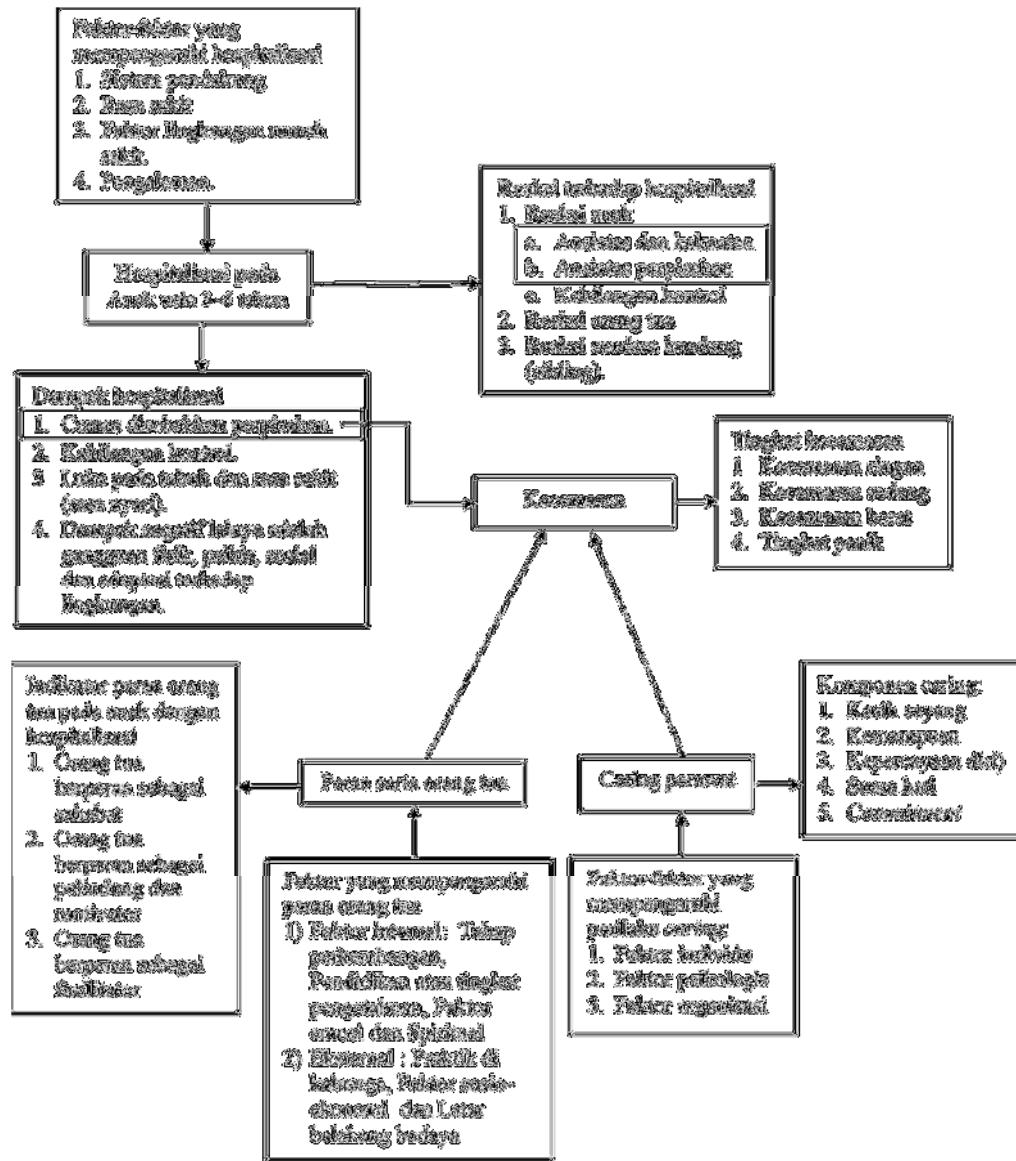 Faktor-faktor yang
mempengaruhi hospitalisasi
1. Sistem pendukung
2. Rasa sakit
3. Faktor lingkungan rumah
sakit.
4. Pengalaman.
Hospitalisasi pada
Anak usia 3–6 tahun
Reaksi terhadap hospitalisasi
1. Reaksi anak
a. Ansietas dan kekuatan
b. Ansietas perpisahan
c. Kehilangan kontrol
2. Reaksi orang tua
3. Reaksi saudara kandung
(sibling).
Dampak hospitalisasi
1. Cemas disebabkan perpisahan.
2. Kehilangan kontrol.
3 Luka pada tubuh dan rasa sakit
(rasa nyeri).
4. Dampak negatif lainya adalah
gangguan fisik, psikis, sosial
dan adaptasi terhadap
lingkungan.
Kecemasan
Tingkat kecemasan
1 Kecemasan ringan
2. Kecemasan sedang
3. Kecemasan berat
4. Tingkat panik
Indikator peran orang
tua pada anak dengan
hospitalisasi
1. Orang tua
berperan sebagai
sahabat
2. Orang tua
berperan sebagai
pelindung dan
motivator
3. Orang tua
berperan sebagai
fasilitator
Peran serta orang tua
Caring perawat
Komponen caring:
1. Kasih sayang
2. Kemampuan
3. Kepercayaan diri)
4. Suara hati
5. Commitment
Faktor yang mempengaruhi
peran orang tua
1) Faktor internal : Tahap
perkembangan,
Pendidikan atau tingkat
pengetahuan, Faktor
emosi dan Spiritual
2) Eksternal : Praktik di
keluarga, Faktor sosio-
ekonomi dan Latar
belakang budaya
Faktor-faktor yang
mempengaruhi
perilaku caring:
1. Faktor individu
2. Faktor psikologis
3. Faktor organisasi